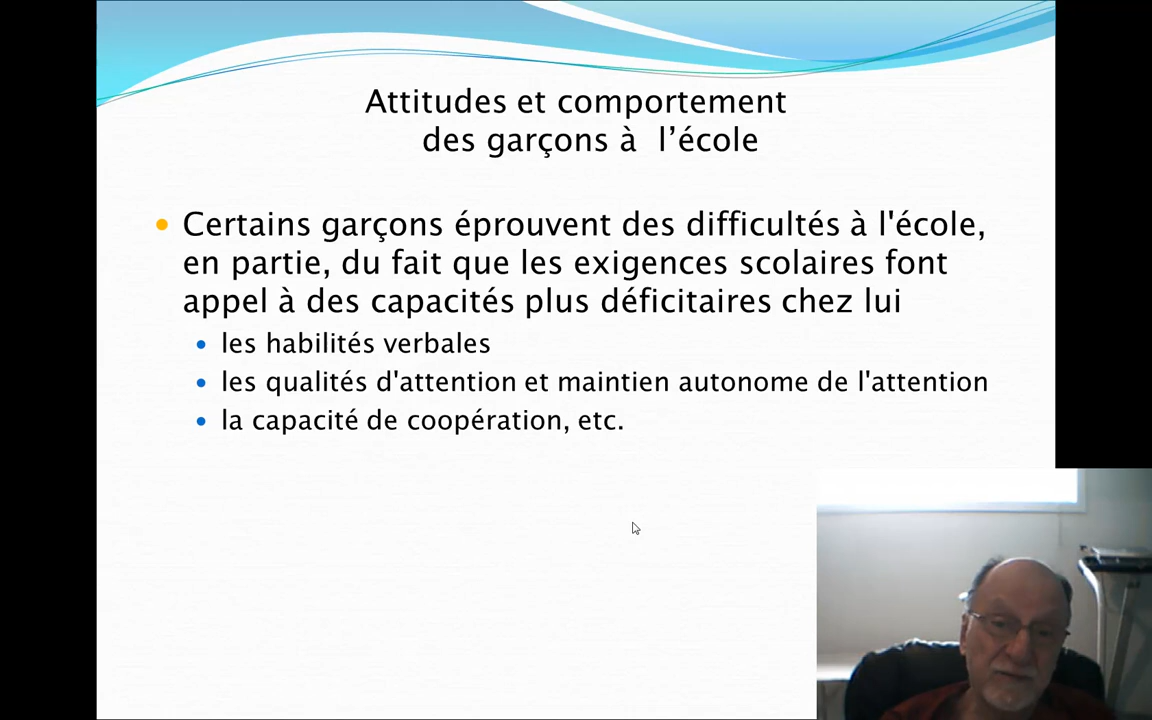 Attitudes et comportement
des garçons à l’école
Certains garçons éprouvent des difficultés à l'école,
en partie, du fait que les exigences scolaires font
appel à des capacités plus déficitaires chez lui
les habilités verbales
les qualités d'attention et maintien autonome de l'attention
la capacité de coopération, etc.